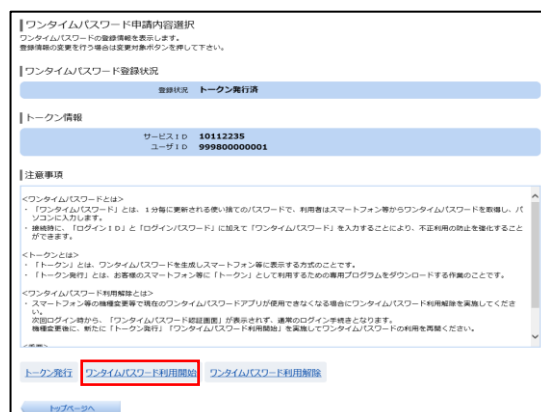 ワンタイムパスワード申請内容選択
ワンタイムパスワードの登録情報を表示します。
登録情報の変更を行う場合は変更対象ボタンを押して下さい。
ワンタイムパスワード登録状況
登録状況 トークン発行済
トークン情報
サービスＩＤ 10112235
ユーザＩＤ 999800000001
注意事項
<ワンタイムパスワードとは>
・「ワンタイムパスワード」とは、１分毎に更新される使い捨てのパスワードで、利用者はスマートフォン等からワンタイムパスワードを取得し、パ
ソコンに入力します。
・接続時に、「ログインＩＤ」と「ログインパスワード」に加えて「ワンタイムパスワード」を入力することにより、不正利用の防止を強化すること
ができます。
<トークンとは>
・「トークン」とは、ワンタイムパスワードを生成しスマートフォン等に表示する方式のことです。
・「トークン発行」とは、お客様のスマートフォン等に「トークン」として利用するための専用プログラムをダウンロードする作業のことです。
<ワンタイムパスワード利用解除とは>
・スマートフォン等の機種変更等で現在のワンタイムパスワードアプリが使用できなくなる場合にワンタイムパスワード利用解除を実施してくださ
い。
次回ログイン時から、「ワンタイムパスワード認証画面」が表示されず、通常のログイン手続きとなります。
機種変更後に、新たに「トークン発行」「ワンタイムパスワード利用開始」を実施してワンタイムパスワードの利用を再開ください。
トークン発行 ワンタイムパスワード利用開始 ワンタイムパスワード利用解除
トップページへ